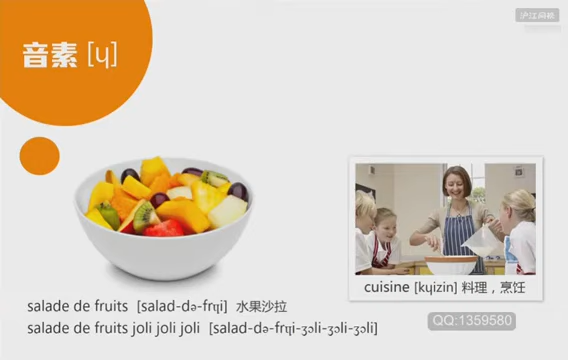 沪江网校
音素 [ɥ]
salade de fruits [salad-də-frɥi] 水果沙拉
salade de fruits joli joli joli [salad-də-frɥi-ʒɔli-ʒɔli-ʒɔli]
cuisine [kɥizin] 料理，烹饪
QQ:1359580